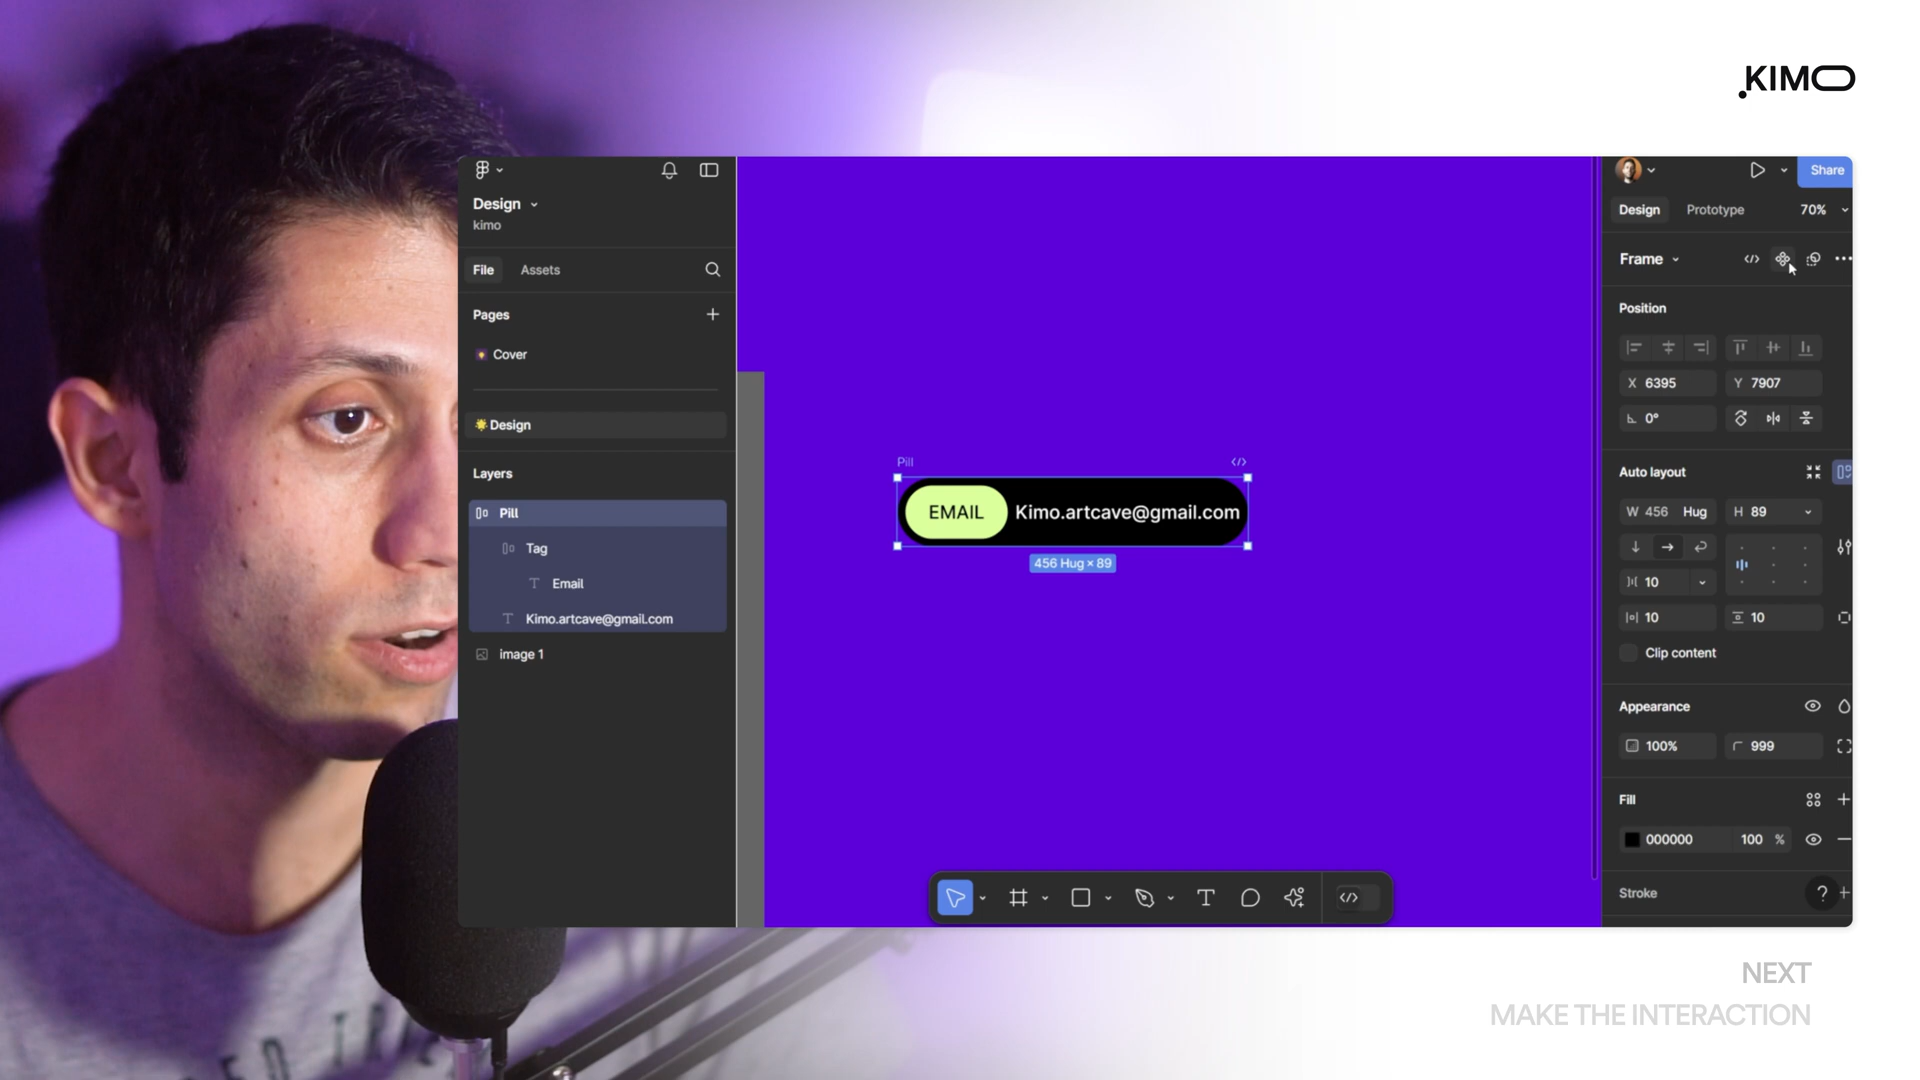 KIMO
Design
kimo
File Assets
Pages
Cover
Design
Layers
Pill
Tag
Email
Kimo.artcave@gmail.com
image 1
Pill
EMAIL Kimo.artcave@gmail.com
456 Hug × 89
Share
Design Prototype 70%
Frame
Position
X 6395 Y 7907
0°
Auto layout
W 456 Hug H 89
10
10 10
Clip content
Appearance
100% 999
Fill
000000 100 %
Stroke
?
NEXT
MAKE THE INTERACTION